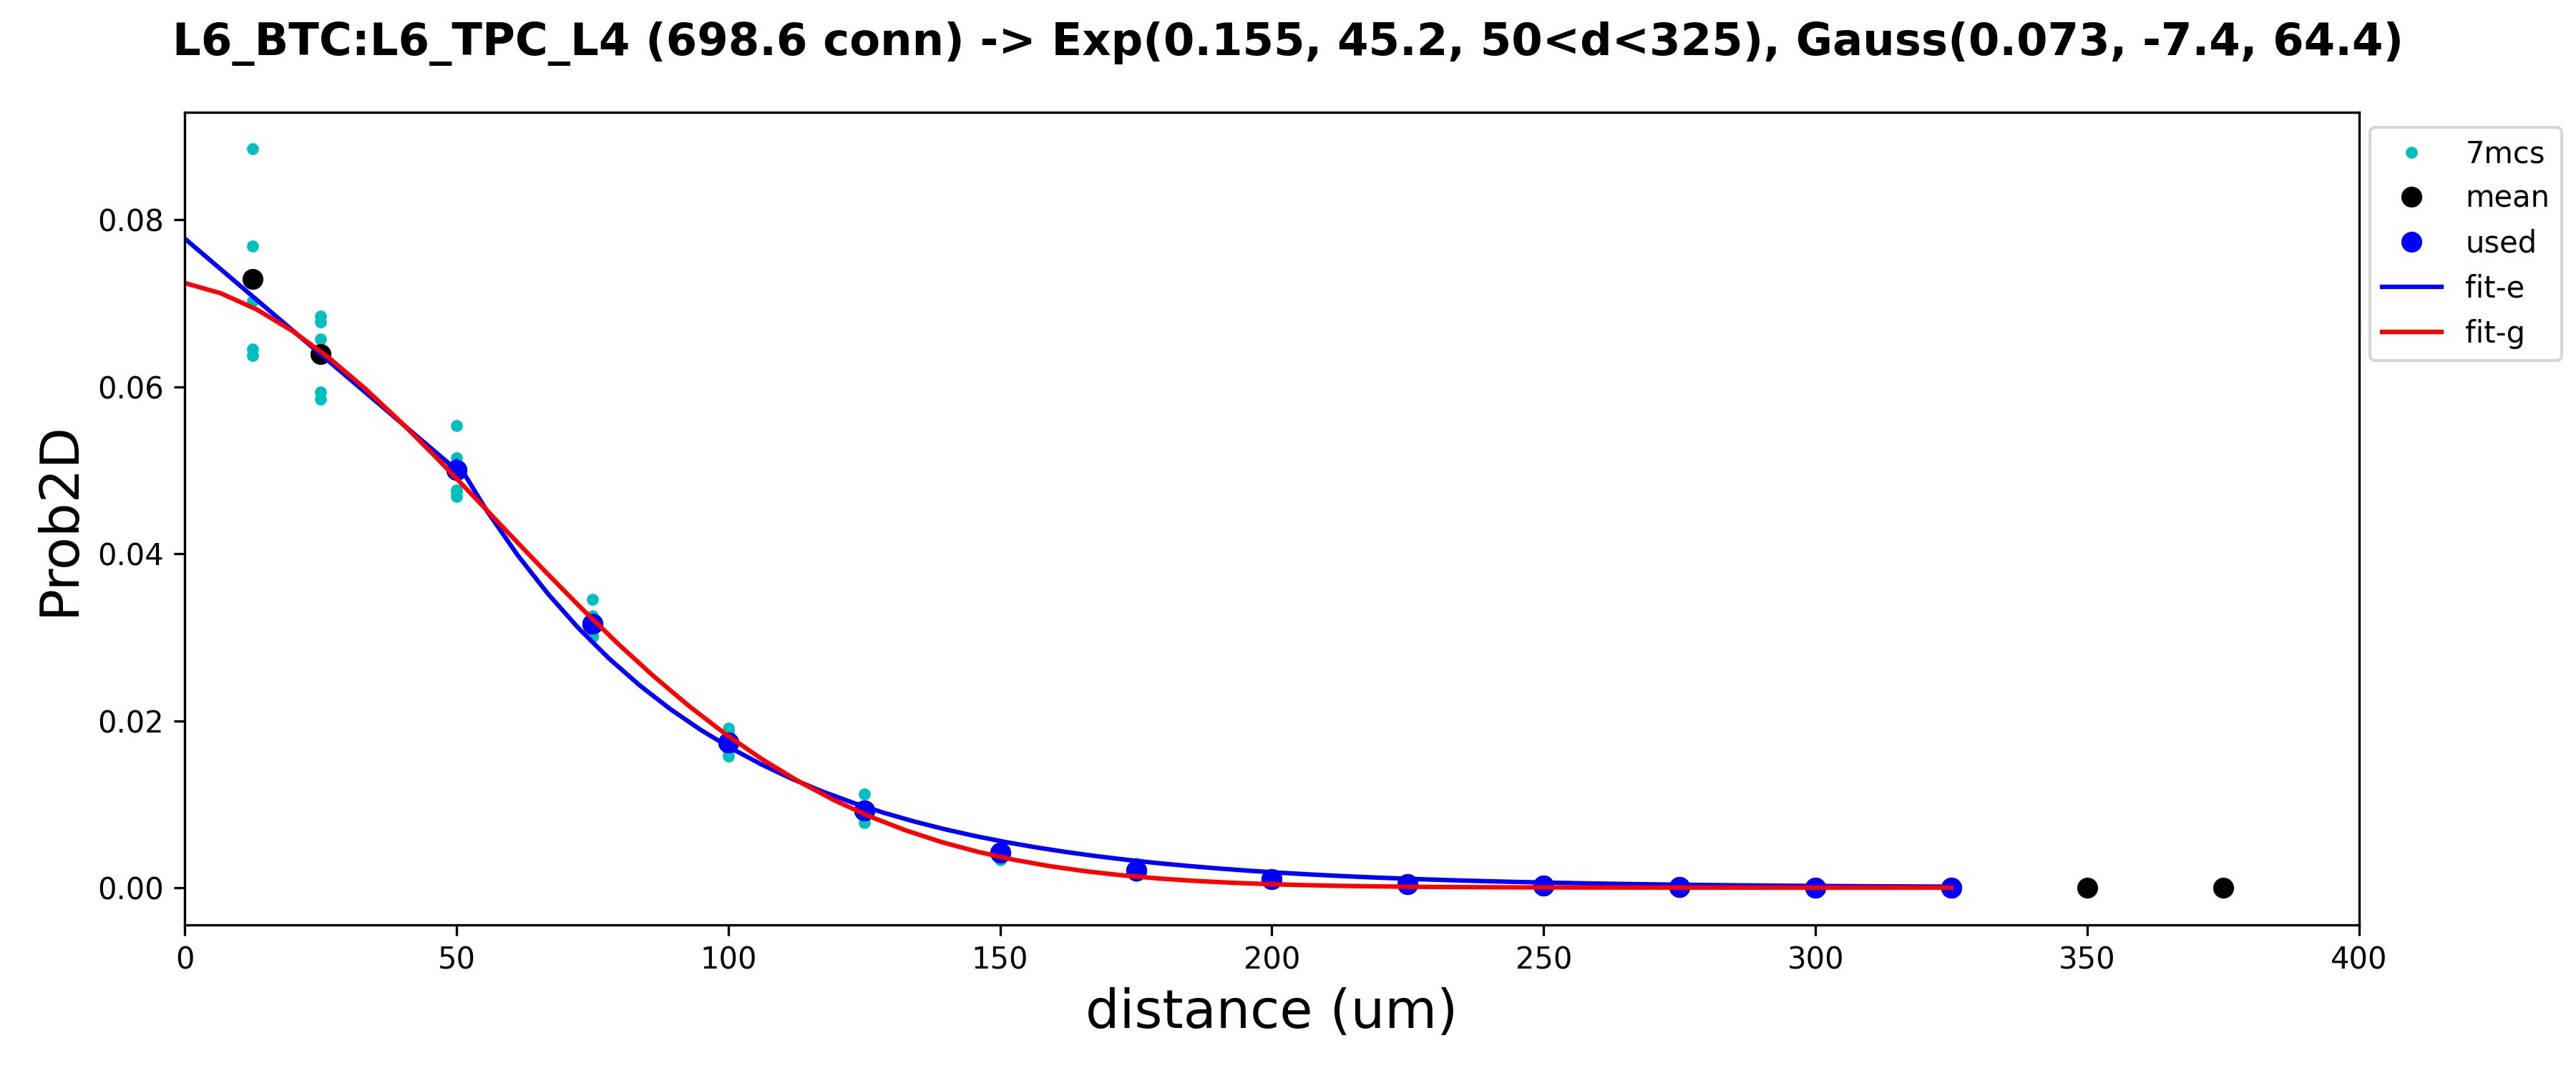 L6_BTC:L6_TPC_L4 (698.6 conn) -> Exp(0.155, 45.2, 50<d<325), Gauss(0.073, -7.4, 64.4)
7mcs
mean
used
fit-e
fit-g
Prob2D
0.08
0.06
0.04
0.02
0.00
0 50 100 150 200 250 300 350 400
distance (um)